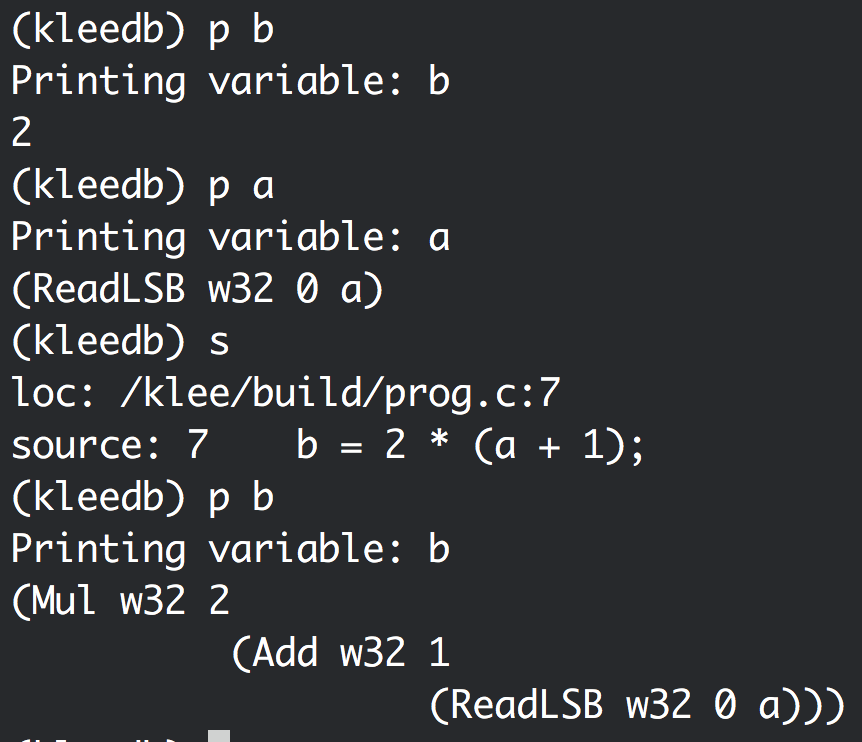 (kleedb) p b
Printing variable: b
2
(kleedb) p a
Printing variable: a
(ReadLSB w32 0 a)
(kleedb) s
loc: /klee/build/prog.c:7
source: 7    b = 2 * (a + 1);
(kleedb) p b
Printing variable: b
(Mul w32 2
          (Add w32 1
                   (ReadLSB w32 0 a)))